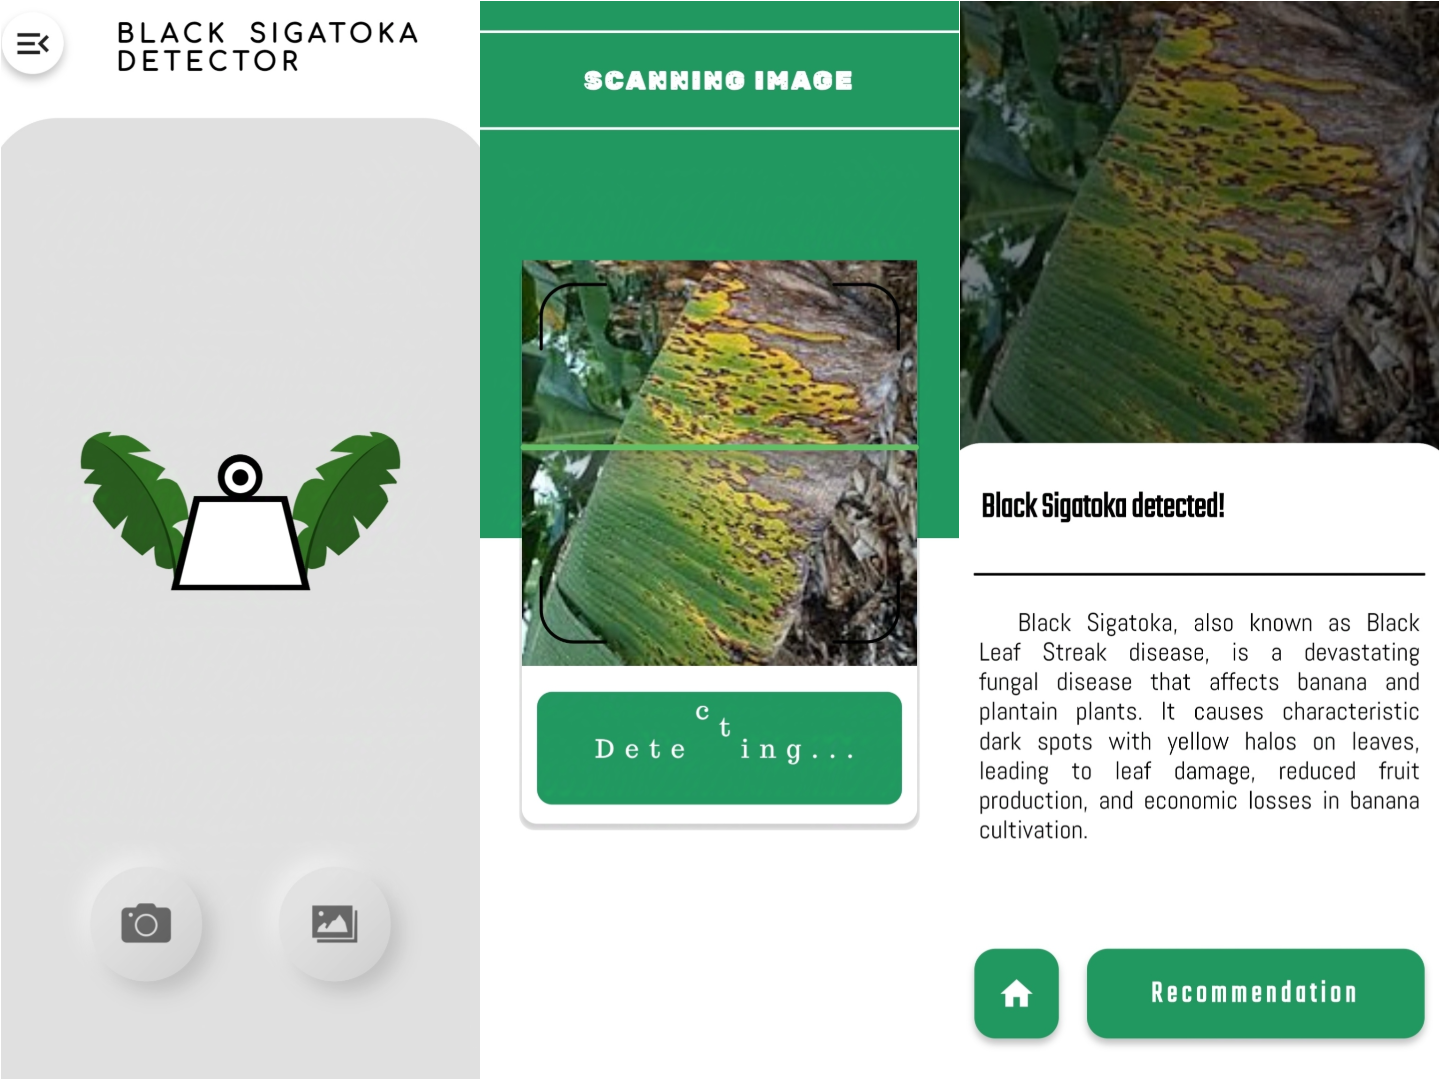 BLACK SIGATOKA
DETECTOR
SCANNING IMAGE
Detecting...
Black Sigatoka detected!
Black Sigatoka, also known as Black
Leaf Streak disease, is a devastating
fungal disease that affects banana and
plantain plants. It causes characteristic
dark spots with yellow halos on leaves,
leading to leaf damage, reduced fruit
production, and economic losses in banana
cultivation.
Recommendation